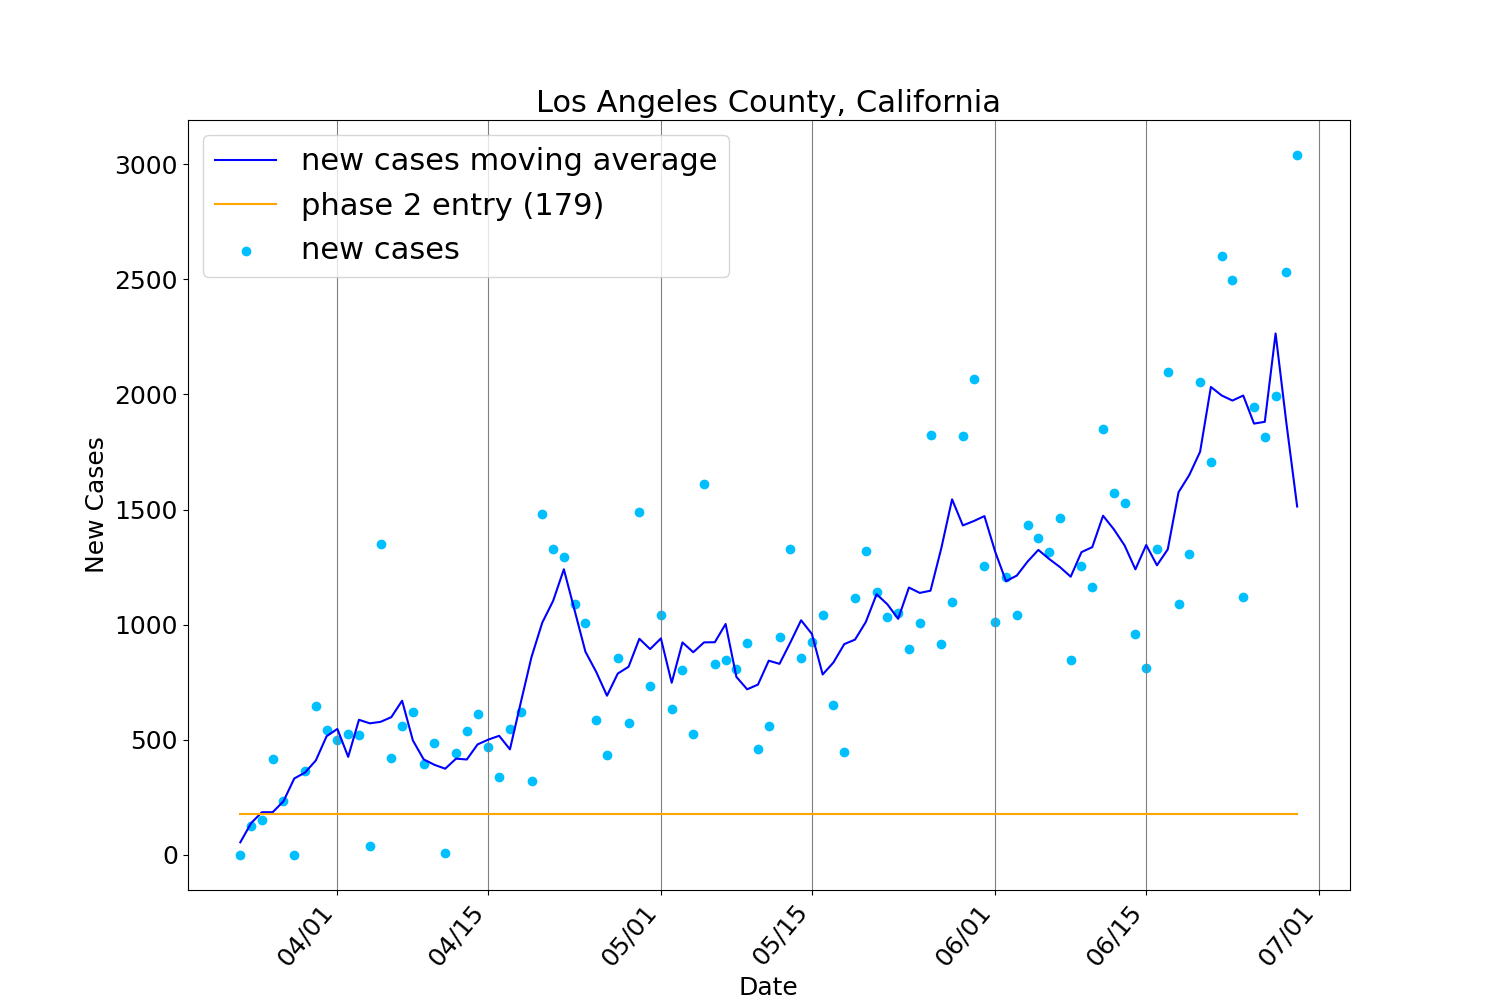 Los Angeles County, California
new cases moving average
phase 2 entry (179)
new cases
3000
2500
2000
1500
1000
500
0
New Cases
04/01
04/15
05/01
05/15
06/01
06/15
07/01
Date